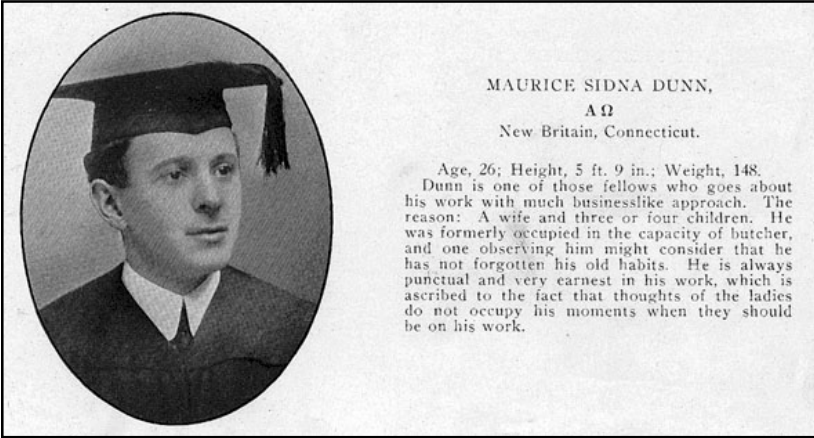 MAURICE SIDNA DUNN,
ΑΩ
New Britain, Connecticut.
Age, 26; Height, 5 ft. 9 in.; Weight, 148.
Dunn is one of those fellows who goes about
his work with much businesslike approach. The
reason: A wife and three or four children. He
was formerly occupied in the capacity of butcher,
and one observing him might consider that he
has not forgotten his old habits. He is always
punctual and very earnest in his work, which is
ascribed to the fact that thoughts of the ladies
do not occupy his moments when they should
be on his work.